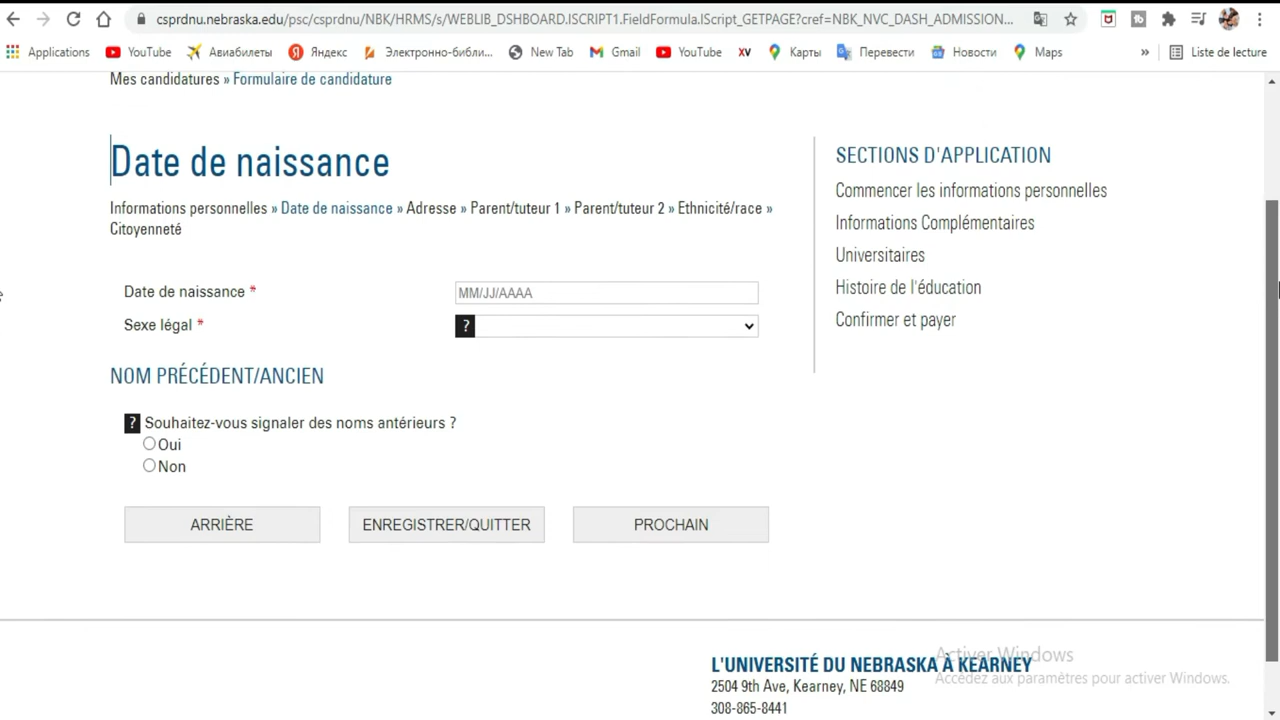 csprdnu.nebraska.edu/psc/csprdnu/NBK/HRMS/s/WEBLIB_DSHBOARD.ISCRIPT1.FieldFormula.IScript_GETPAGE?cref=NBK_NVC_DASH_ADMISSION...
Applications YouTube Авиабилеты Яндекс Электронно-библи... New Tab Gmail YouTube XV Карты Перевести Новости Maps » Liste de lecture
Mes candidatures » Formulaire de candidature
Date de naissance
Informations personnelles » Date de naissance » Adresse » Parent/tuteur 1 » Parent/tuteur 2 » Ethnicité/race »
Citoyenneté
Date de naissance *
MM/JJ/AAAA
Sexe légal *
?
NOM PRÉCÉDENT/ANCIEN
? Souhaitez-vous signaler des noms antérieurs ?
Oui
Non
ARRIÈRE ENREGISTRER/QUITTER PROCHAIN
SECTIONS D'APPLICATION
Commencer les informations personnelles
Informations Complémentaires
Universitaires
Histoire de l'éducation
Confirmer et payer
L'UNIVERSITÉ DU NEBRASKA À KEARNEY
2504 9th Ave, Kearney, NE 68849
308-865-8441
Activer Windows
Accédez aux paramètres pour activer Windows.